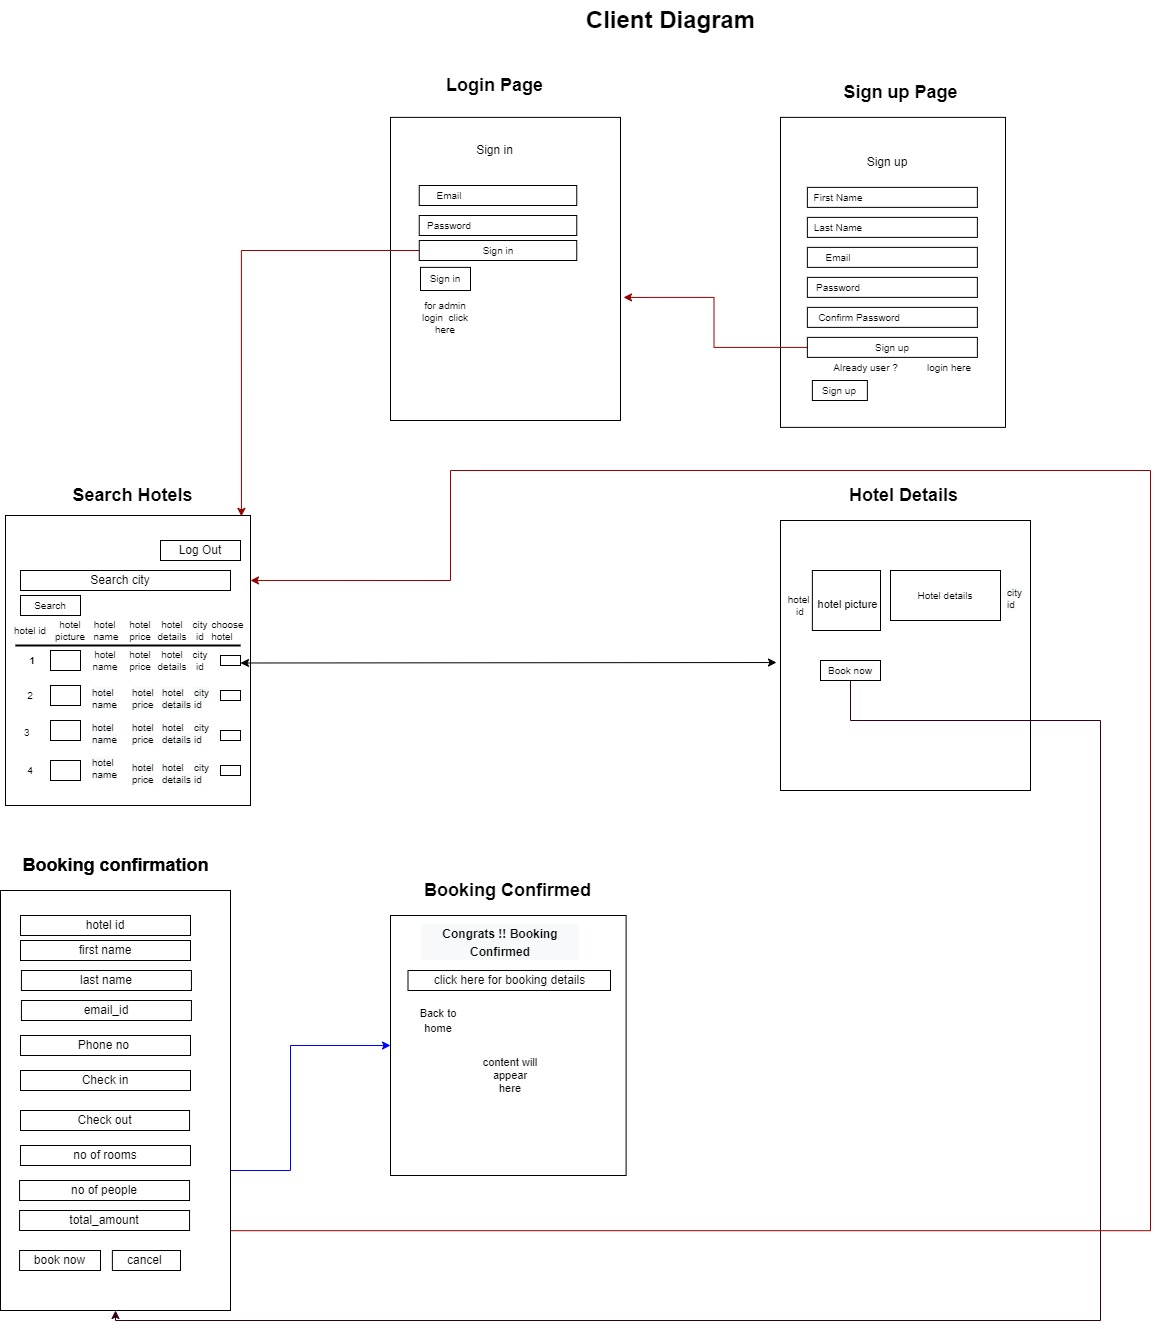 Client Diagram
Login Page
Sign in
Email
Password
Sign in
Sign in
for admin
login click
here
Sign up Page
Sign up
First Name
Last Name
Email
Password
Confirm Password
Sign up
Already user ? login here
Sign up
Search Hotels
Log Out
Search city
Search
hotel id hotel picture hotel name hotel price hotel details city id choose hotel
1 hotel name hotel price hotel details city id
2 hotel name hotel price hotel details city id
3 hotel name hotel price hotel details city id
4 hotel name hotel price hotel details city id
Hotel Details
hotel
id
hotel picture
Hotel details
city
id
Book now
Booking confirmation
hotel id
first name
last name
email_id
Phone no
Check in
Check out
no of rooms
no of people
total_amount
book now cancel
Booking Confirmed
Congrats !! Booking
Confirmed
click here for booking details
Back to
home
content will
appear
here